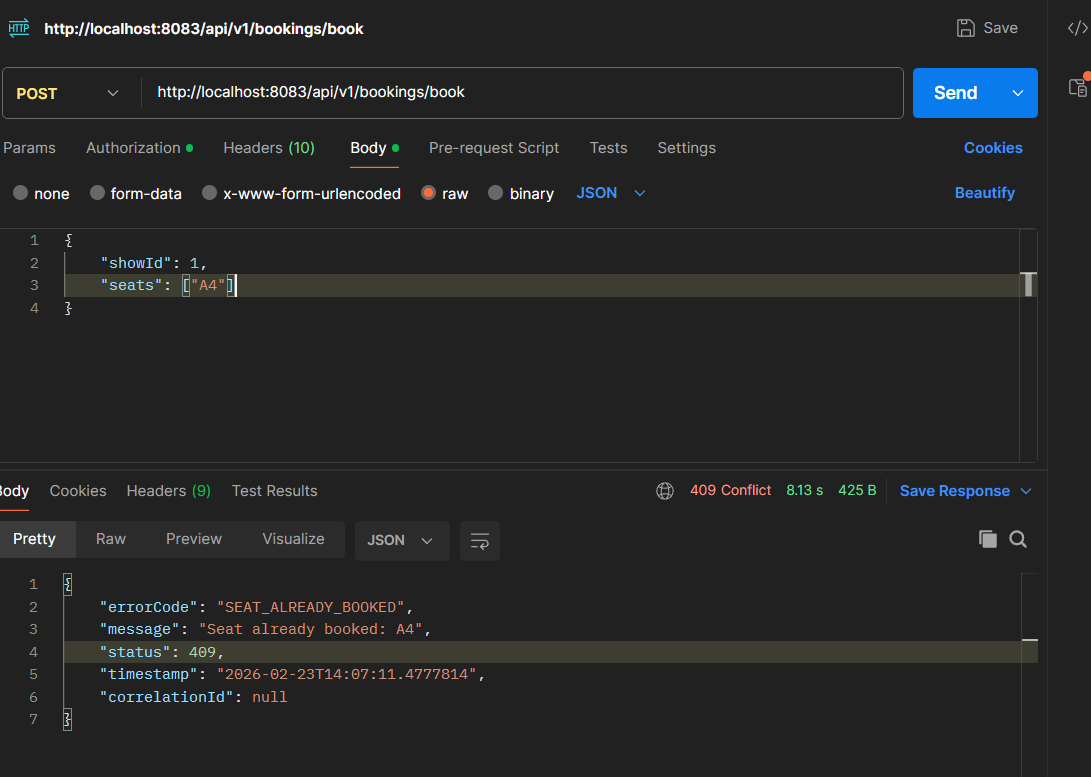 HTTP http://localhost:8083/api/v1/bookings/book Save </>
POST http://localhost:8083/api/v1/bookings/book Send
Params Authorization Headers (10) Body Pre-request Script Tests Settings Cookies
none form-data x-www-form-urlencoded raw binary JSON Beautify
1 {
2 "showId": 1,
3 "seats": ["A4"]
4 }
Body Cookies Headers (9) Test Results 409 Conflict 8.13 s 425 B Save Response
Pretty Raw Preview Visualize JSON
1 {
2 "errorCode": "SEAT_ALREADY_BOOKED",
3 "message": "Seat already booked: A4",
4 "status": 409,
5 "timestamp": "2026-02-23T14:07:11.4777814",
6 "correlationId": null
7 }